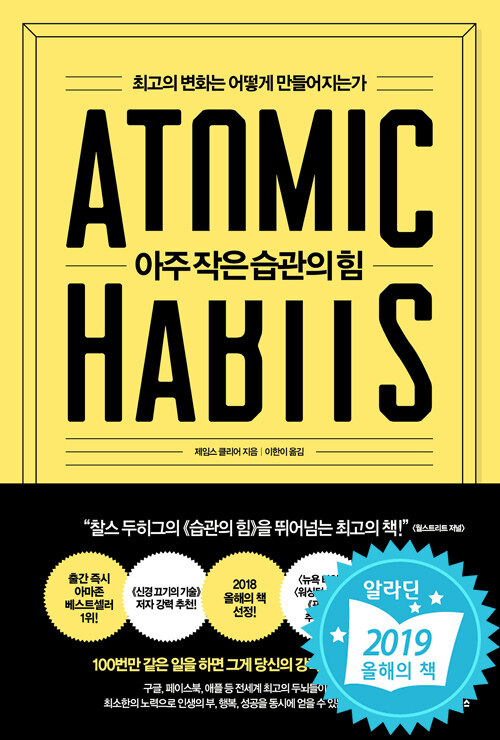 최고의 변화는 어떻게 만들어지는가
ATOMIC
아주 작은 습관의 힘
HABITS
제임스 클리어 지음 | 이한이 옮김
“찰스 두히그의 《습관의 힘》을 뛰어넘는 최고의 책!” 〈월스트리트 저널〉
출간 즉시
아마존
베스트셀러
1위!
《신경 끄기의 기술》
저자 강력 추천!
2018
올해의 책
선정!
〈뉴욕
〈워싱턴
알라딘
2019
올해의 책
100번만 같은 일을 하면 그게 당신의
구글, 페이스북, 애플 등 전세계 최고의 두뇌들이
최소한의 노력으로 인생의 부, 행복, 성공을 동시에 얻을 수